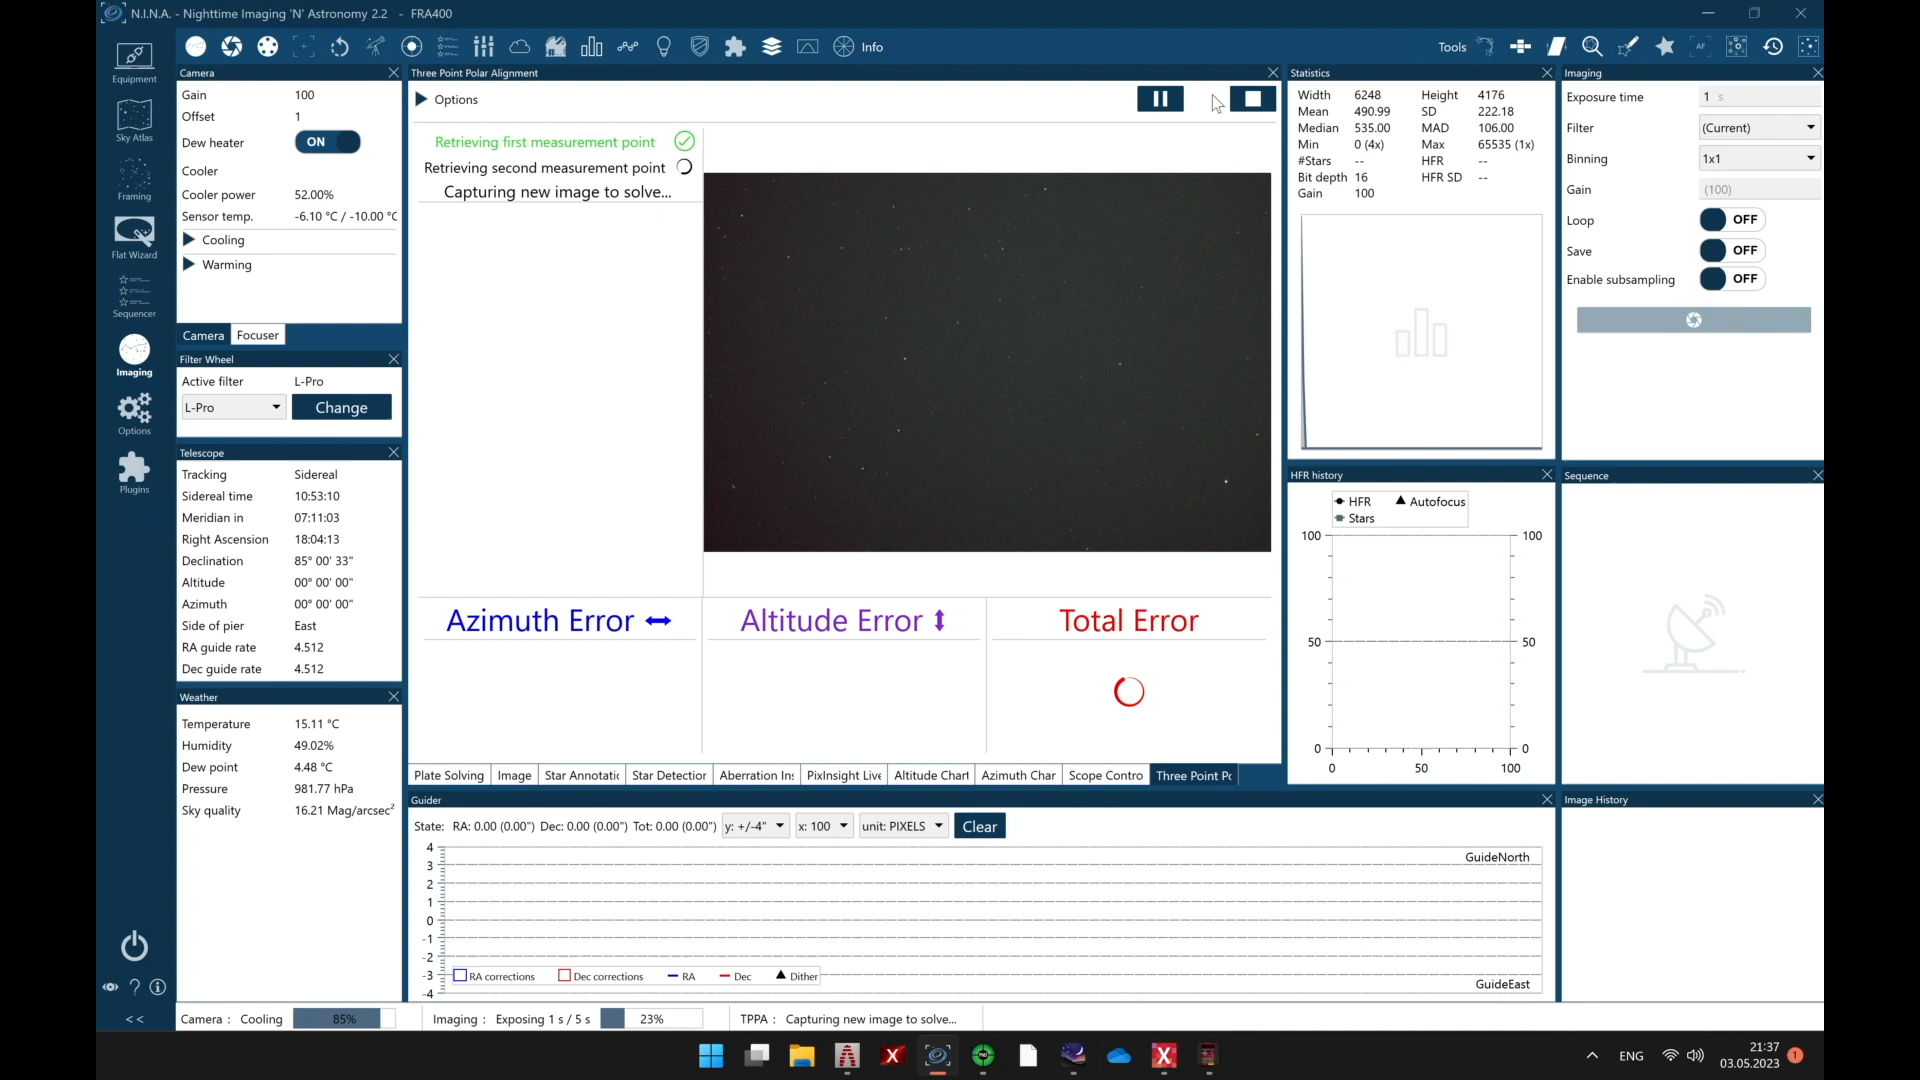 N.I.N.A. - Nighttime Imaging 'N' Astronomy 2.2 - FRA400
Info
Tools
Equipment
Sky Atlas
Framing
Flat Wizard
Sequencer
Imaging
Options
Plugins
<<
Camera
Gain 100
Offset 1
Dew heater ON
Cooler
Cooler power 52.00%
Sensor temp. -6.10 °C / -10.00 °C
Cooling
Warming
Camera Focuser
Filter Wheel
Active filter L-Pro
L-Pro Change
Telescope
Tracking Sidereal
Sidereal time 10:53:10
Meridian in 07:11:03
Right Ascension 18:04:13
Declination 85° 00' 33"
Altitude 00° 00' 00"
Azimuth 00° 00' 00"
Side of pier East
RA guide rate 4.512
Dec guide rate 4.512
Weather
Temperature 15.11 °C
Humidity 49.02%
Dew point 4.48 °C
Pressure 981.77 hPa
Sky quality 16.21 Mag/arcsec²
Three Point Polar Alignment
Options
Retrieving first measurement point
Retrieving second measurement point
Capturing new image to solve...
Azimuth Error
Altitude Error
Total Error
Plate Solving Image Star Annotatic Star Detection Aberration Ins PixInsight Live Altitude Chart Azimuth Char Scope Contro Three Point Po
Statistics
Width 6248 Height 4176
Mean 490.99 SD 222.18
Median 535.00 MAD 106.00
Min 0 (4x) Max 65535 (1x)
#Stars -- HFR --
Bit depth 16 HFR SD --
Gain 100
HFR history
HFR Autofocus
Stars
100 100
50 50
0 0
0 50 100
Imaging
Exposure time 1 s
Filter (Current)
Binning 1x1
Gain (100)
Loop OFF
Save OFF
Enable subsampling OFF
Sequence
Guider
State: RA: 0.00 (0.00") Dec: 0.00 (0.00") Tot: 0.00 (0.00") y: +/-4" x: 100 unit: PIXELS Clear
4
3
2
1
0
-1
-2
-3
-4
GuideNorth
GuideEast
RA corrections Dec corrections RA Dec Dither
Image History
Camera : Cooling 85% Imaging : Exposing 1 s / 5 s 23% TPPA : Capturing new image to solve...
ENG
21:37
03.05.2023
1